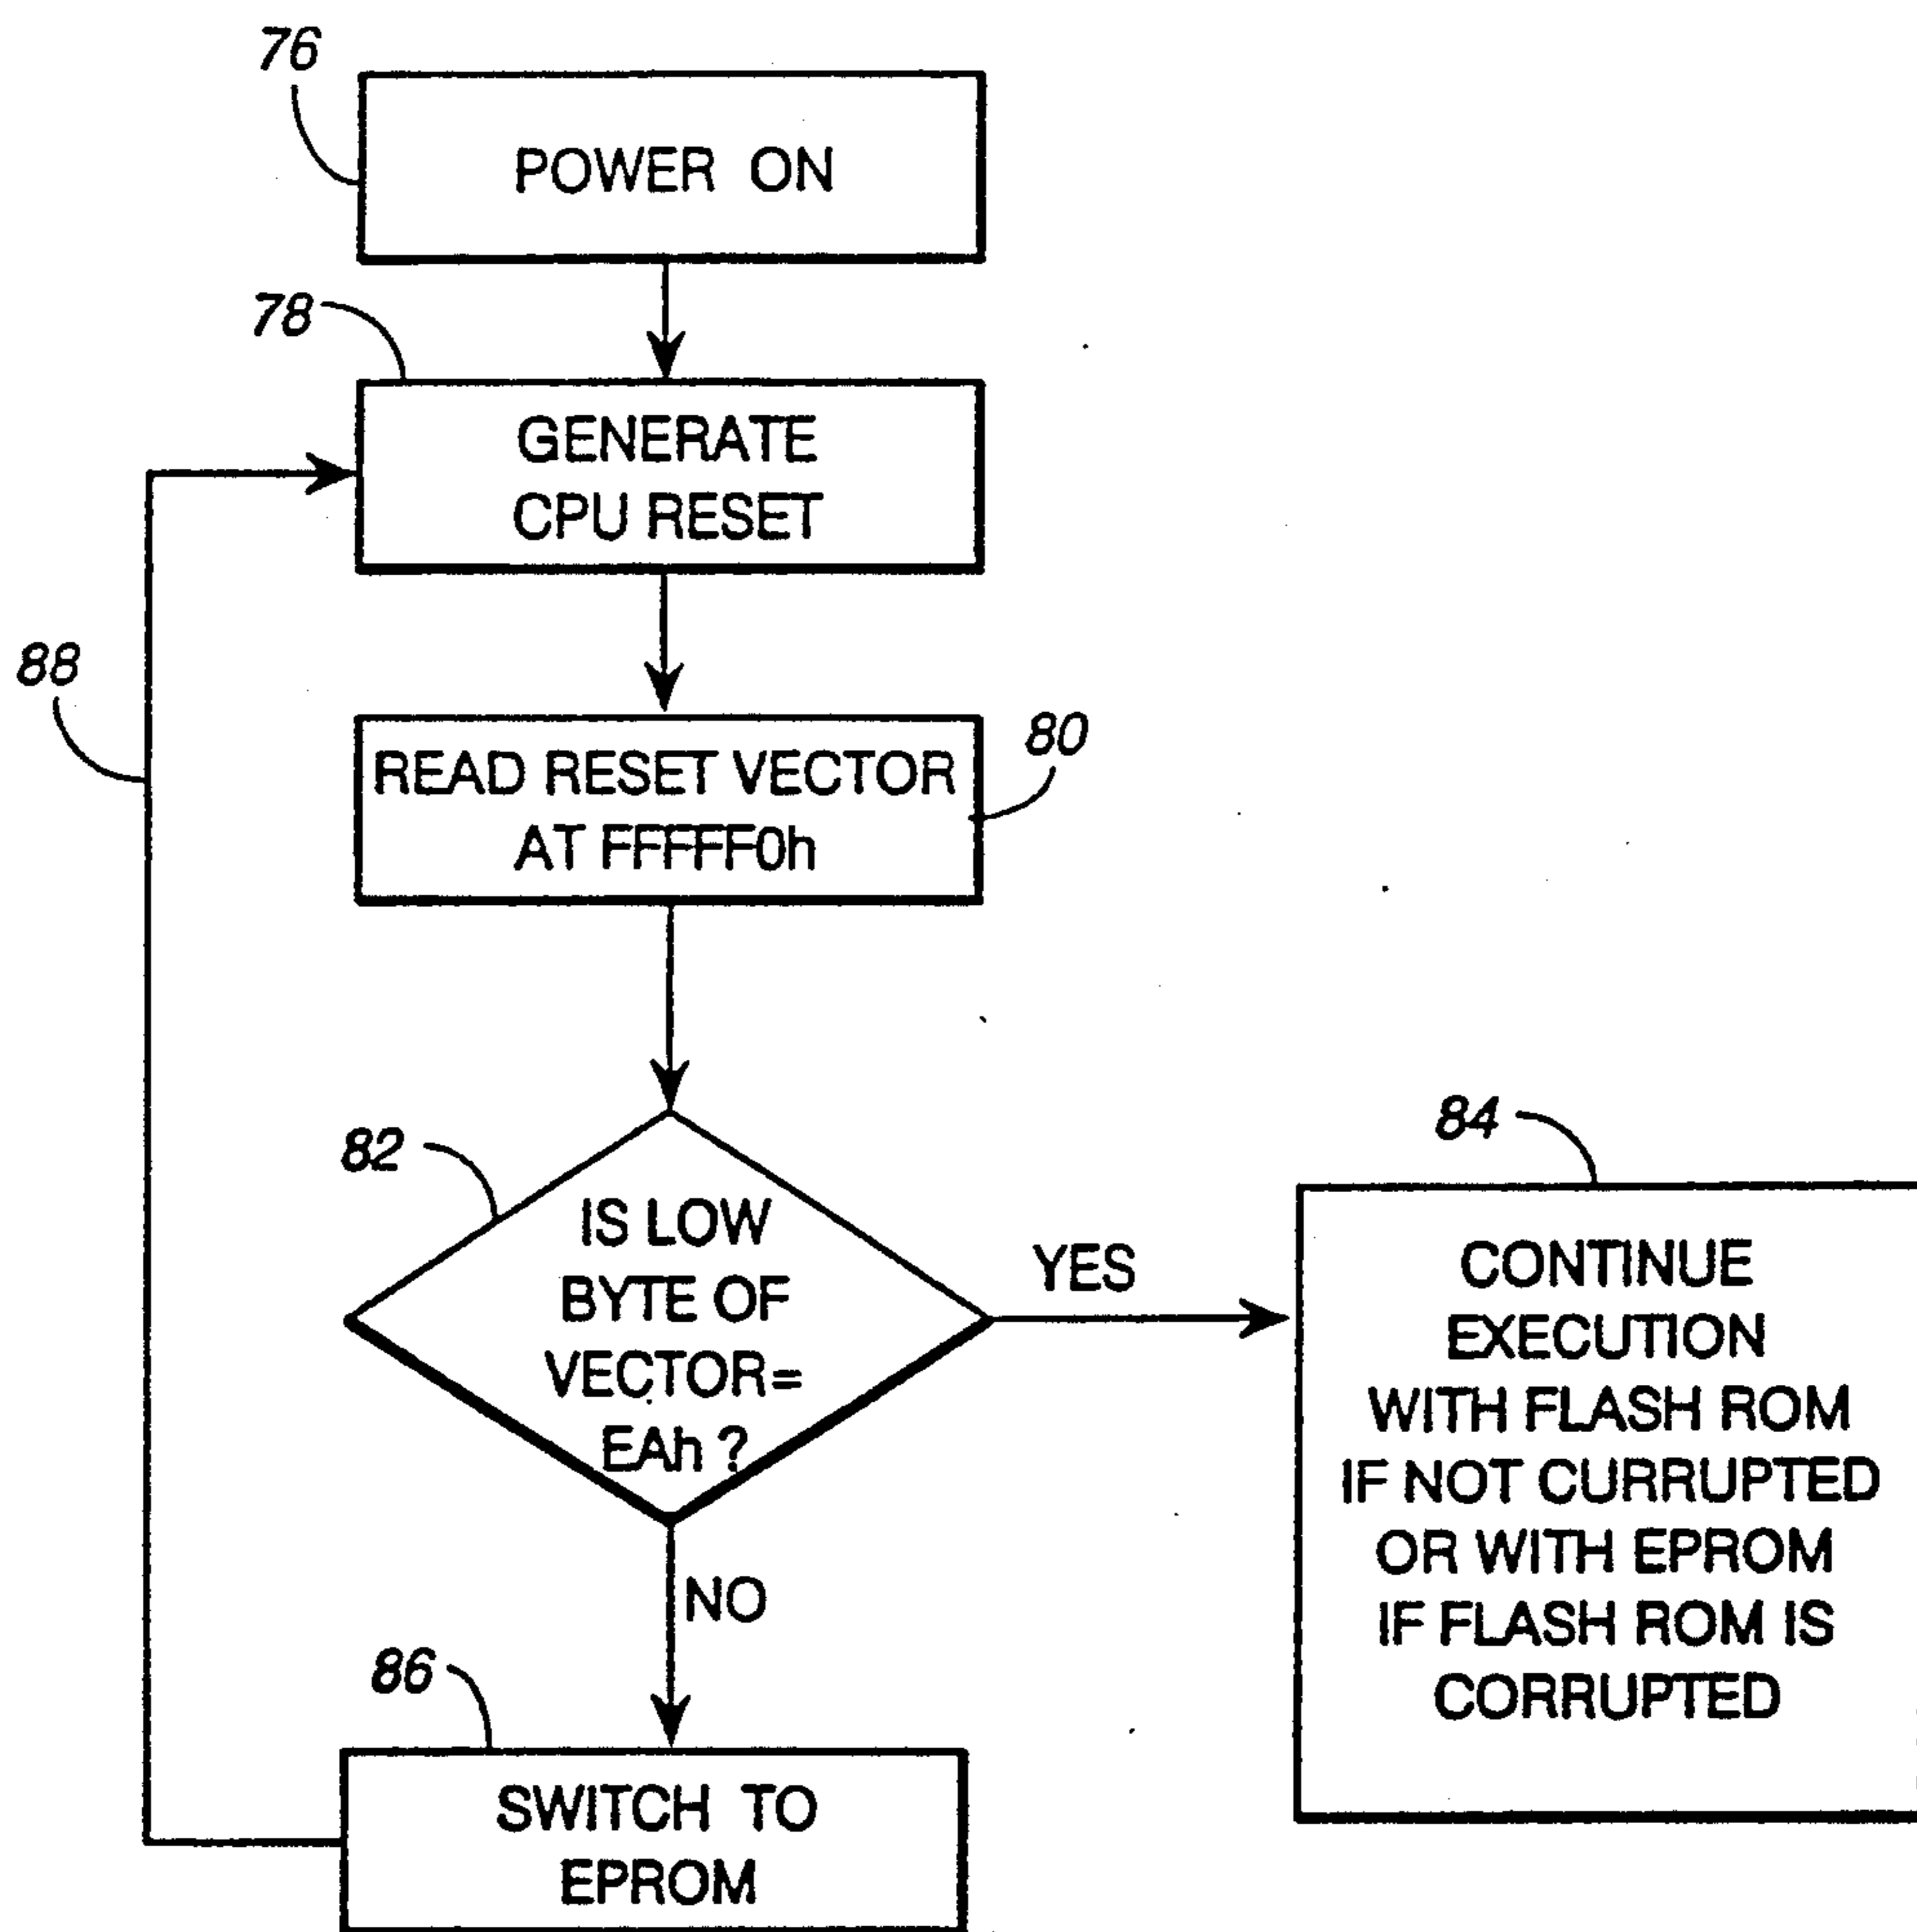 76
POWER ON
78
GENERATE
CPU RESET
88
READ RESET VECTOR
AT FFFFF0h
80
82
IS LOW
BYTE OF
VECTOR=
EAh ?
YES
84
CONTINUE
EXECUTION
WITH FLASH ROM
IF NOT CURRUPTED
OR WITH EPROM
IF FLASH ROM IS
CORRUPTED
NO
86
SWITCH TO
EPROM